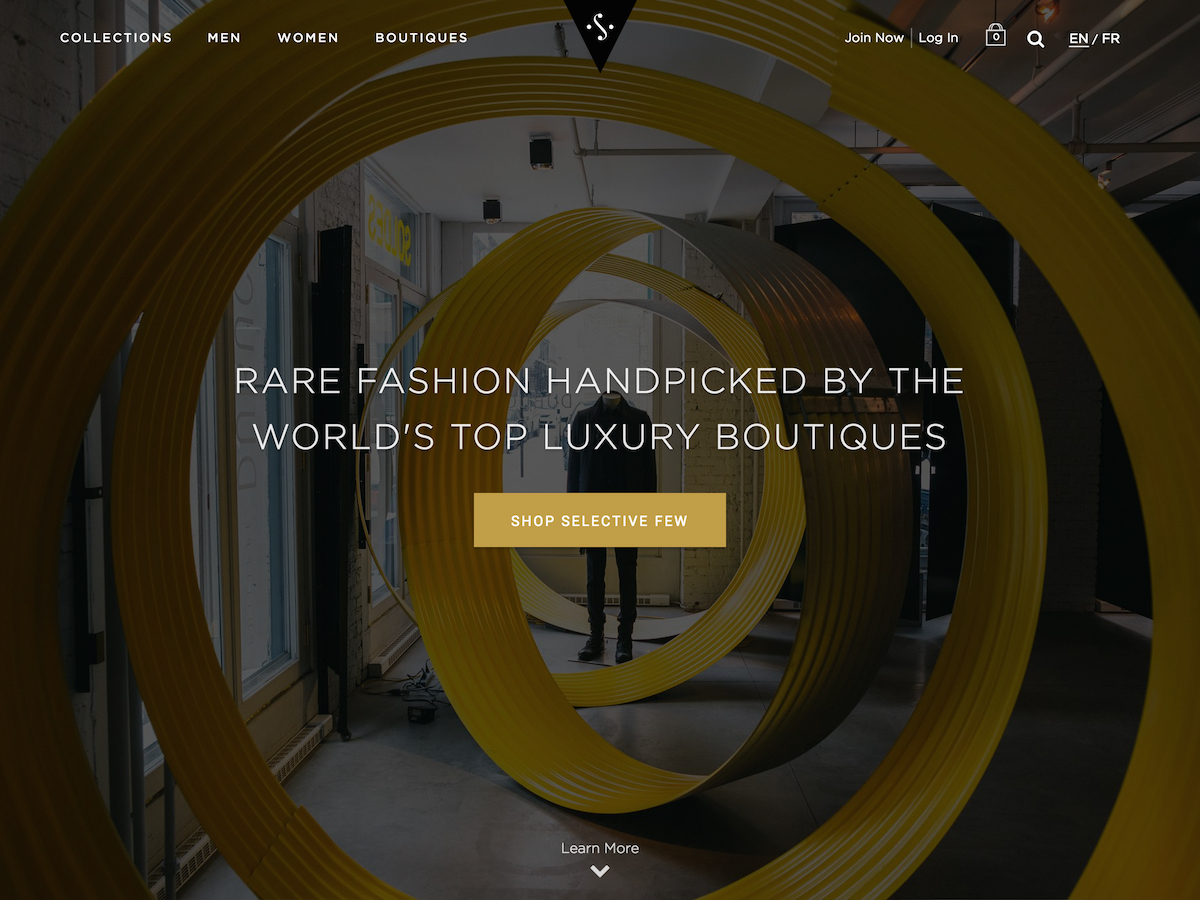 COLLECTIONS MEN WOMEN BOUTIQUES
Join Now | Log In 0 EN / FR
SOLDES
RARE FASHION HANDPICKED BY THE
WORLD'S TOP LUXURY BOUTIQUES
SHOP SELECTIVE FEW
Learn More